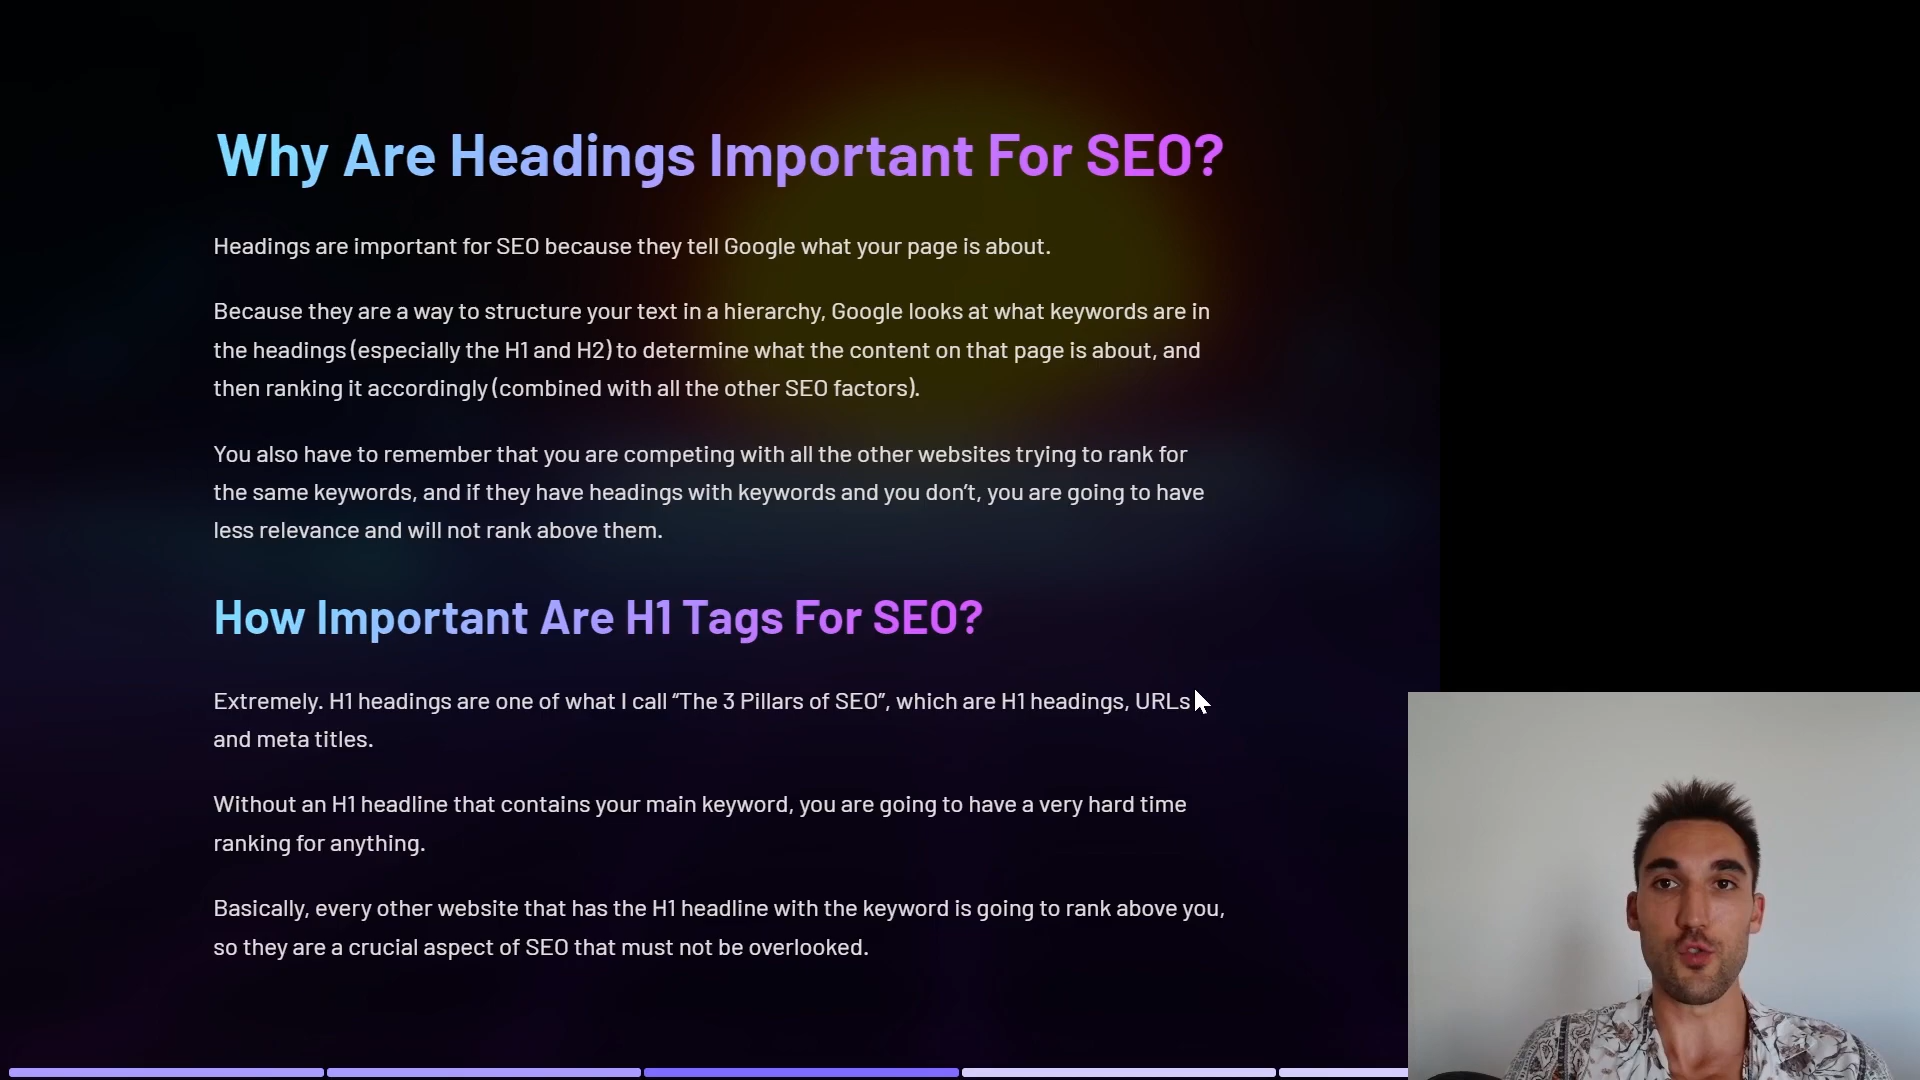 Why Are Headings Important For SEO?
Headings are important for SEO because they tell Google what your page is about.
Because they are a way to structure your text in a hierarchy, Google looks at what keywords are in
the headings (especially the H1 and H2) to determine what the content on that page is about, and
then ranking it accordingly (combined with all the other SEO factors).
You also have to remember that you are competing with all the other websites trying to rank for
the same keywords, and if they have headings with keywords and you don’t, you are going to have
less relevance and will not rank above them.
How Important Are H1 Tags For SEO?
Extremely. H1 headings are one of what I call “The 3 Pillars of SEO”, which are H1 headings, URLs
and meta titles.
Without an H1 headline that contains your main keyword, you are going to have a very hard time
ranking for anything.
Basically, every other website that has the H1 headline with the keyword is going to rank above you,
so they are a crucial aspect of SEO that must not be overlooked.